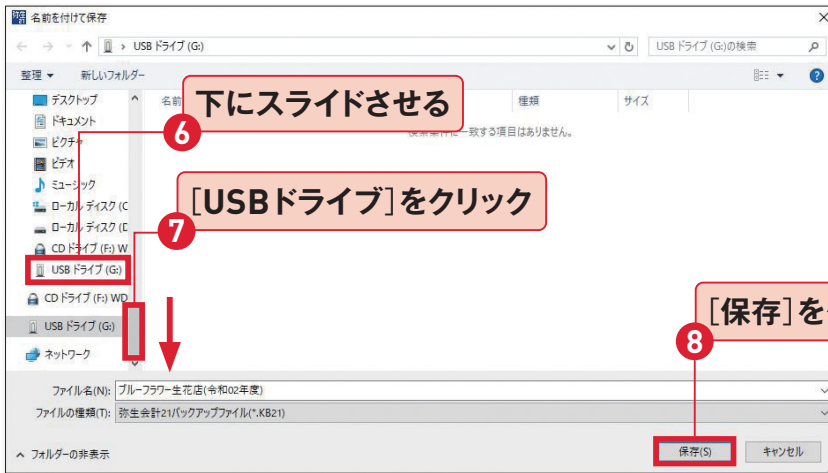 名前を付けて保存
USB ドライブ (G:)
USB ドライブ (G:)の検索
整理 新しいフォルダー
名前 種類 サイズ
下にスライドさせる
6
検索条件に一致する項目はありません。
デスクトップ
ドキュメント
ピクチャ
ビデオ
ミュージック
ローカル ディスク (C
ローカル ディスク (D
CD ドライブ (F:) W
USB ドライブ (G:)
CD ドライブ (F:) WD
USB ドライブ (G:)
ネットワーク
[USBドライブ]をクリック
7
[保存]を
8
ファイル名(N): ブルーフラワー生花店(令和02年度)
ファイルの種類(T): 弥生会計21バックアップファイル(*.KB21)
フォルダーの非表示
保存(S) キャンセル